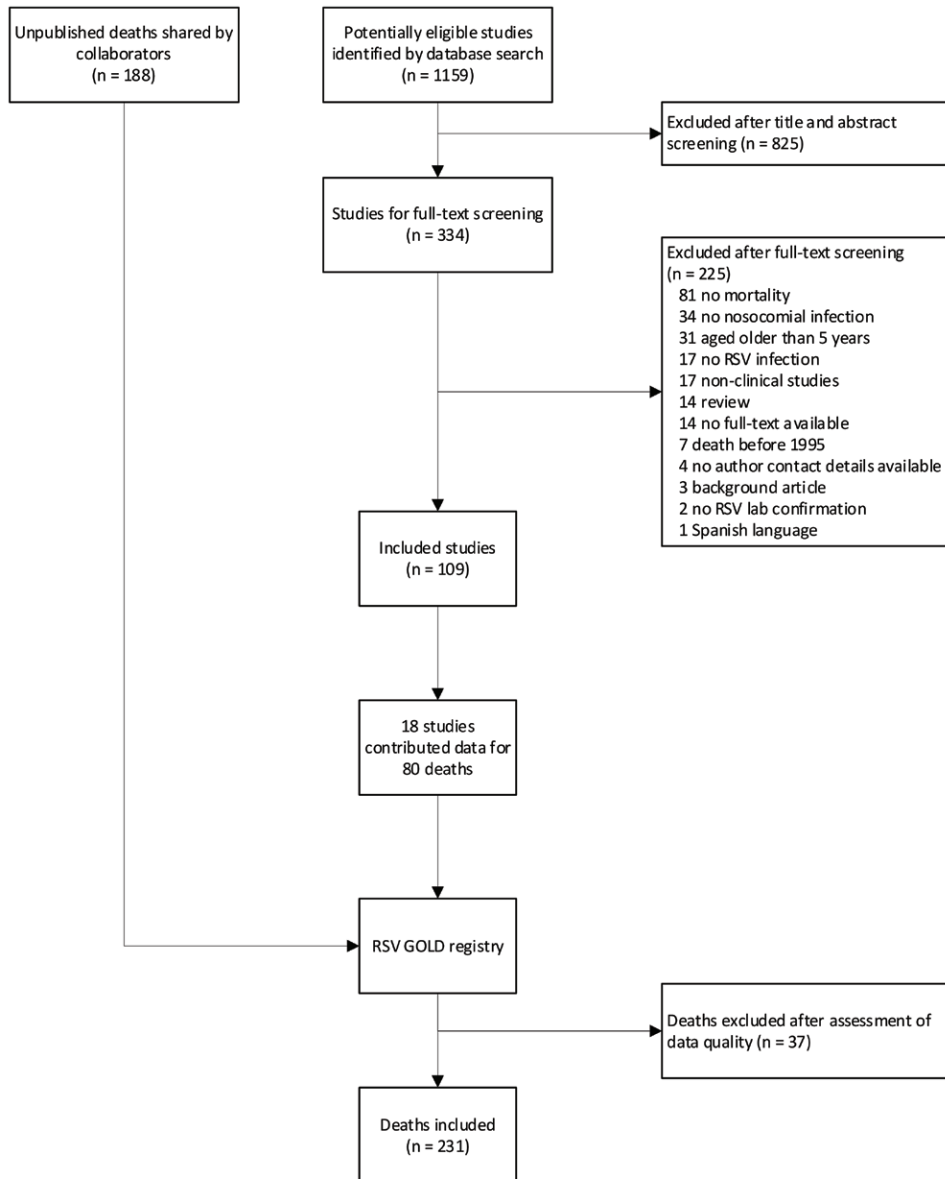 Unpublished deaths shared by
collaborators
(n = 188)
Potentially eligible studies
identified by database search
(n = 1159)
Excluded after title and abstract
screening (n = 825)
Studies for full-text screening
(n = 334)
Excluded after full-text screening
(n = 225)
81 no mortality
34 no nosocomial infection
31 aged older than 5 years
17 no RSV infection
17 non-clinical studies
14 review
14 no full-text available
7 death before 1995
4 no author contact details available
3 background article
2 no RSV lab confirmation
1 Spanish language
Included studies
(n = 109)
18 studies
contributed data for
80 deaths
RSV GOLD registry
Deaths excluded after assessment of
data quality (n = 37)
Deaths included
(n = 231)